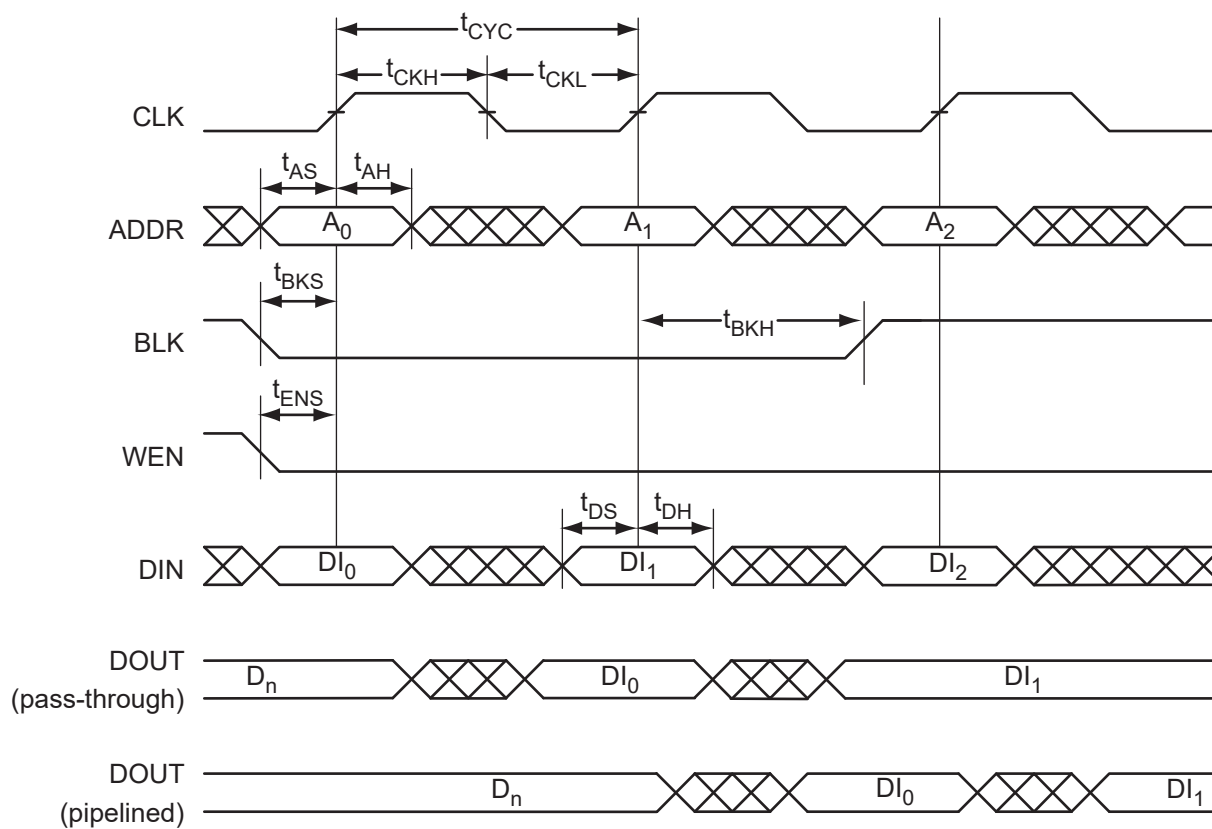 tCYC
tCKH tCKL
CLK
tAS tAH
ADDR A0 A1 A2
tBKS
BLK tBKH
tENS
WEN
tDS tDH
DIN DI0 DI1 DI2
DOUT
(pass-through) Dn DI0 DI1
DOUT
(pipelined) Dn DI0 DI1